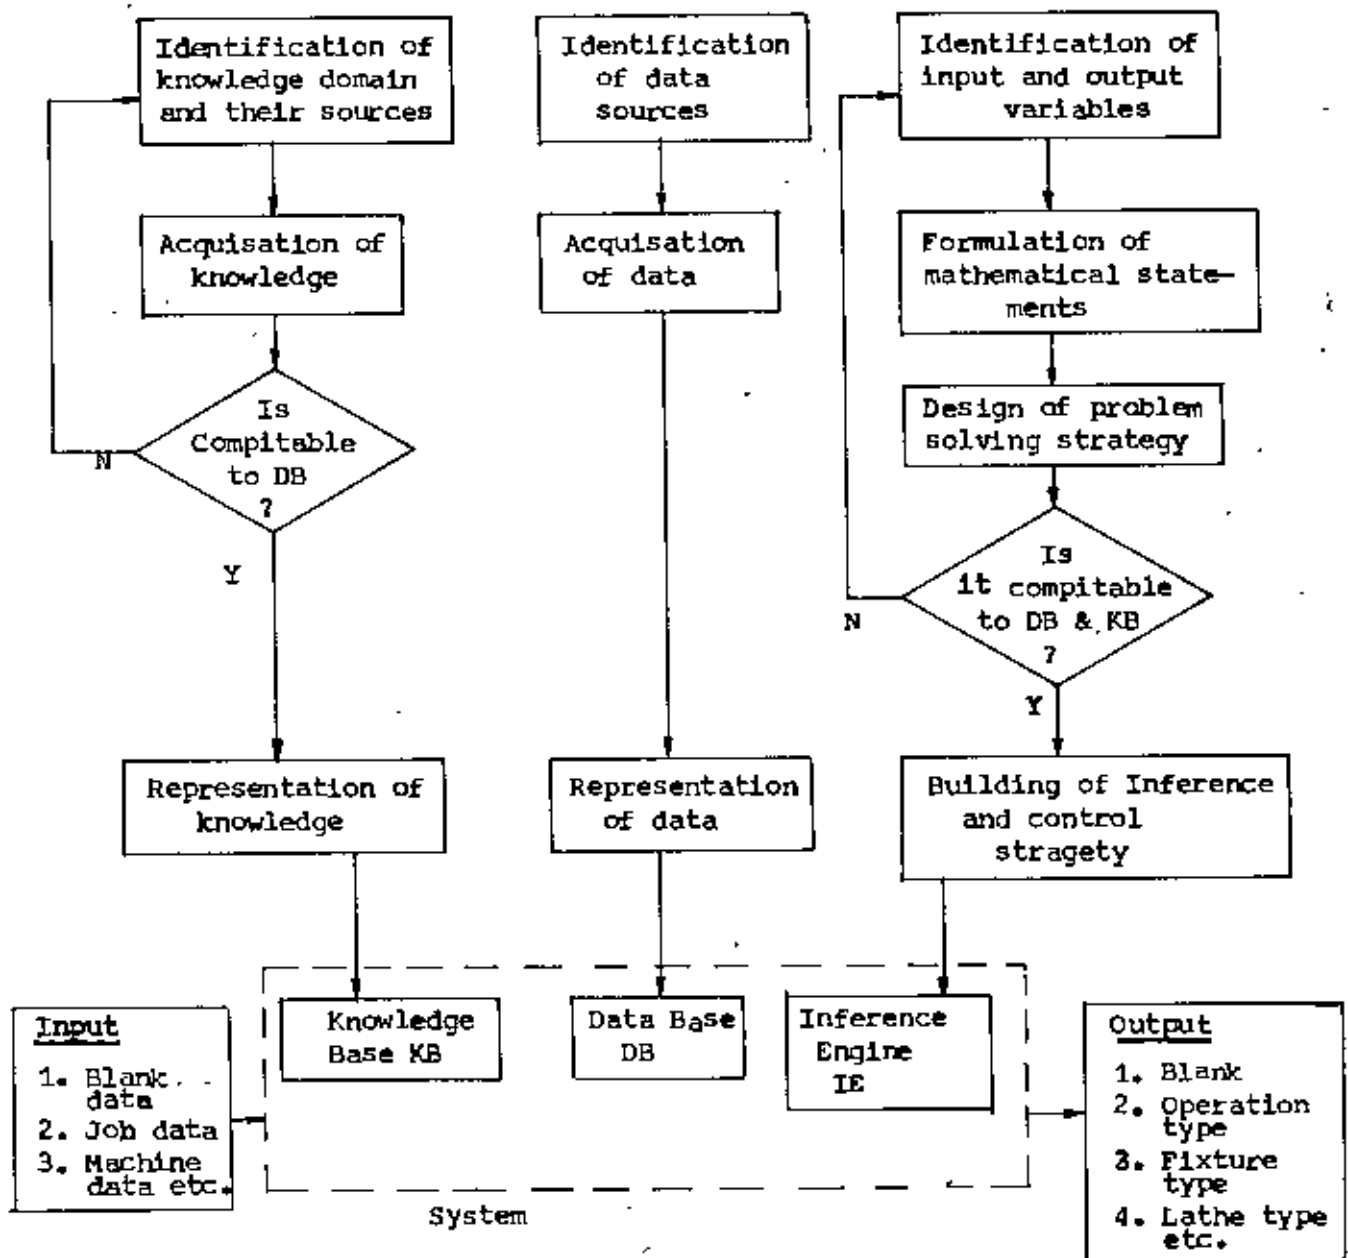 Identification of
knowledge domain
and their sources
Acquisation of
knowledge
Is
Compitable
to DB
?
N
Y
Representation of
knowledge
Identification
of data
sources
Acquisation
of data
Representation
of data
Identification of
input and output
variables
Formulation of
mathematical state-
ments
Design of problem
solving strategy
Is
it compitable
to DB & KB
?
N
Y
Building of Inference
and control
stragety
Input
1. Blank
data
2. Job data
3. Machine
data etc.
Knowledge
Base KB
Data Base
DB
Inference
Engine
IE
System
Output
1. Blank
2. Operation
type
3. Fixture
type
4. Lathe type
etc.